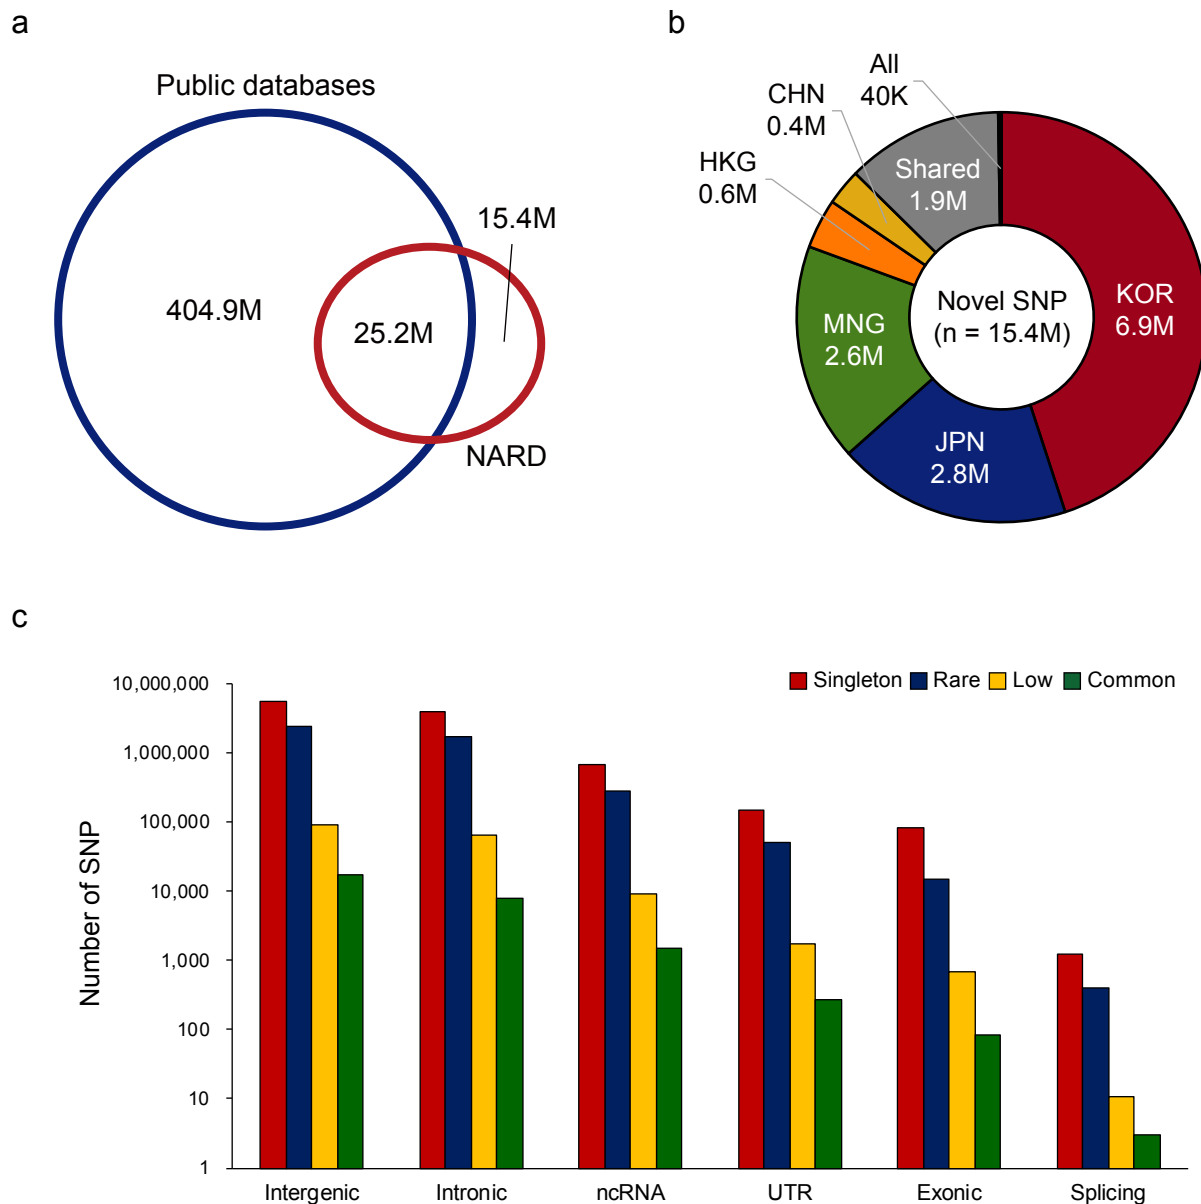 a
Public databases
404.9M
25.2M
15.4M
NARD
b
All
40K
CHN
0.4M
HKG
0.6M
Shared
1.9M
MNG
2.6M
JPN
2.8M
KOR
6.9M
Novel SNP
(n = 15.4M)
c
Singleton Rare Low Common
Number of SNP
10,000,000
1,000,000
100,000
10,000
1,000
100
10
1
Intergenic Intronic ncRNA UTR Exonic Splicing